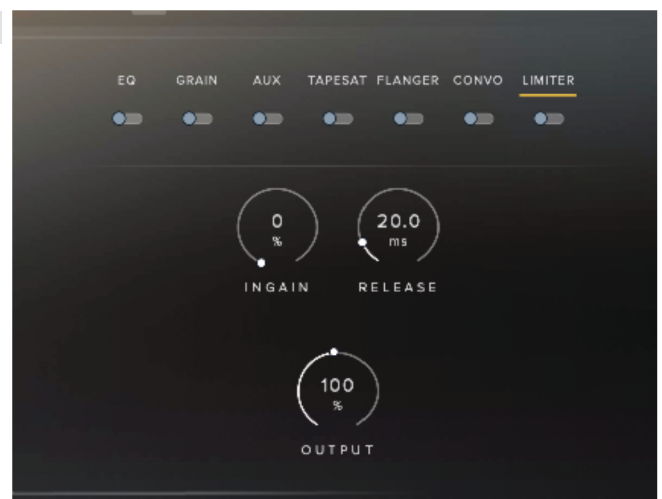 EQ GRAIN AUX TAPESAT FLANGER CONVO LIMITER
0 20.0
% ms
INGAIN RELEASE
100
%
OUTPUT